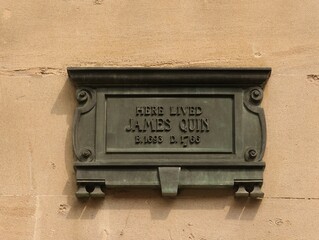 HERE LIVED
JAMES QUIN
B.1693 D.1766